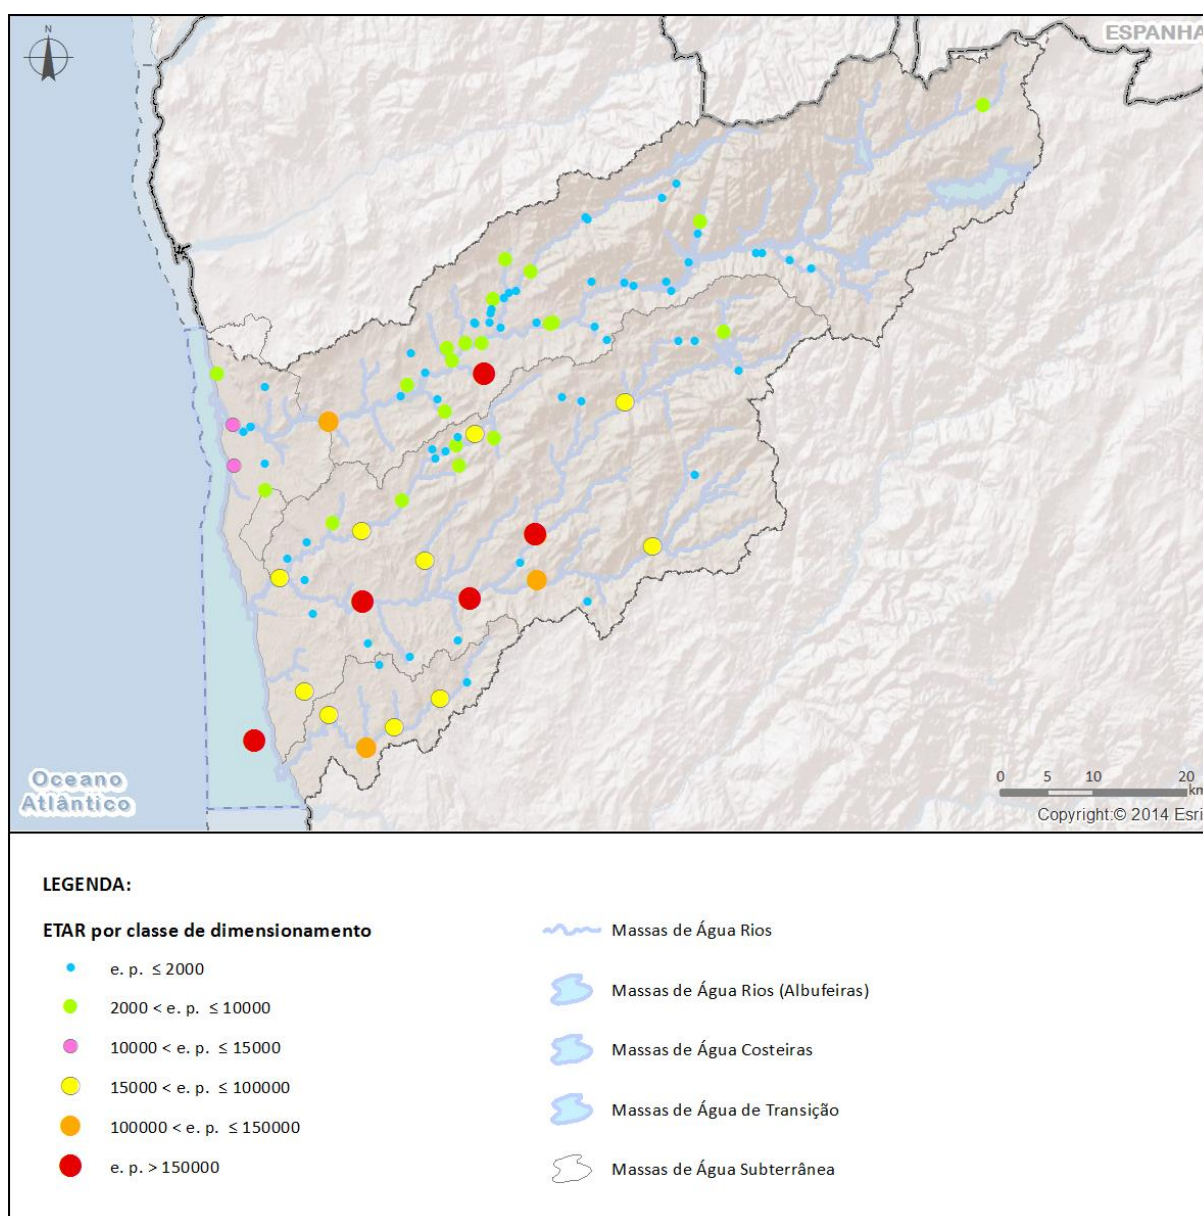 N
ESPANHA
Oceano
Atlântico
0 5 10 20
km
Copyright:© 2014 Esri
LEGENDA:
ETAR por classe de dimensionamento
e. p. ≤ 2000
2000 < e. p. ≤ 10000
10000 < e. p. ≤ 15000
15000 < e. p. ≤ 100000
100000 < e. p. ≤ 150000
e. p. > 150000
Massas de Água Rios
Massas de Água Rios (Albufeiras)
Massas de Água Costeiras
Massas de Água de Transição
Massas de Água Subterrânea